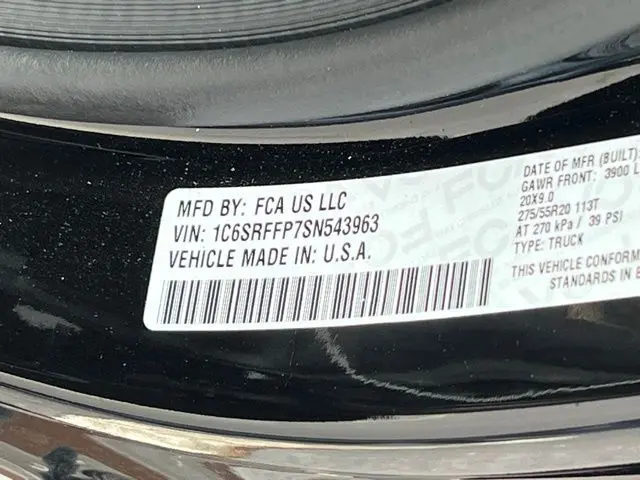 MFD BY: FCA US LLC
VIN: 1C6SRFFP7SN543963
VEHICLE MADE IN: U.S.A.
DATE OF MFR (BUILT):
GAWR FRONT: 3900 L
20X9.0
275/55R20 113T
AT 270 kPa / 39 PSI
TYPE: TRUCK
THIS VEHICLE CONFORM
STANDARDS IN E